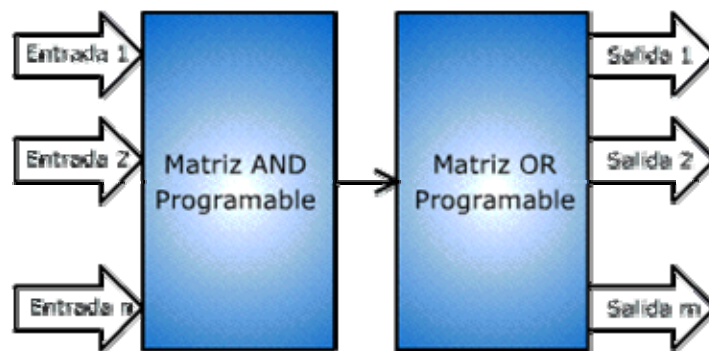 Entrada 1
Entrada 2
Entrada n
Matriz AND
Programable
Matriz OR
Programable
Salida 1
Salida 2
Salida m